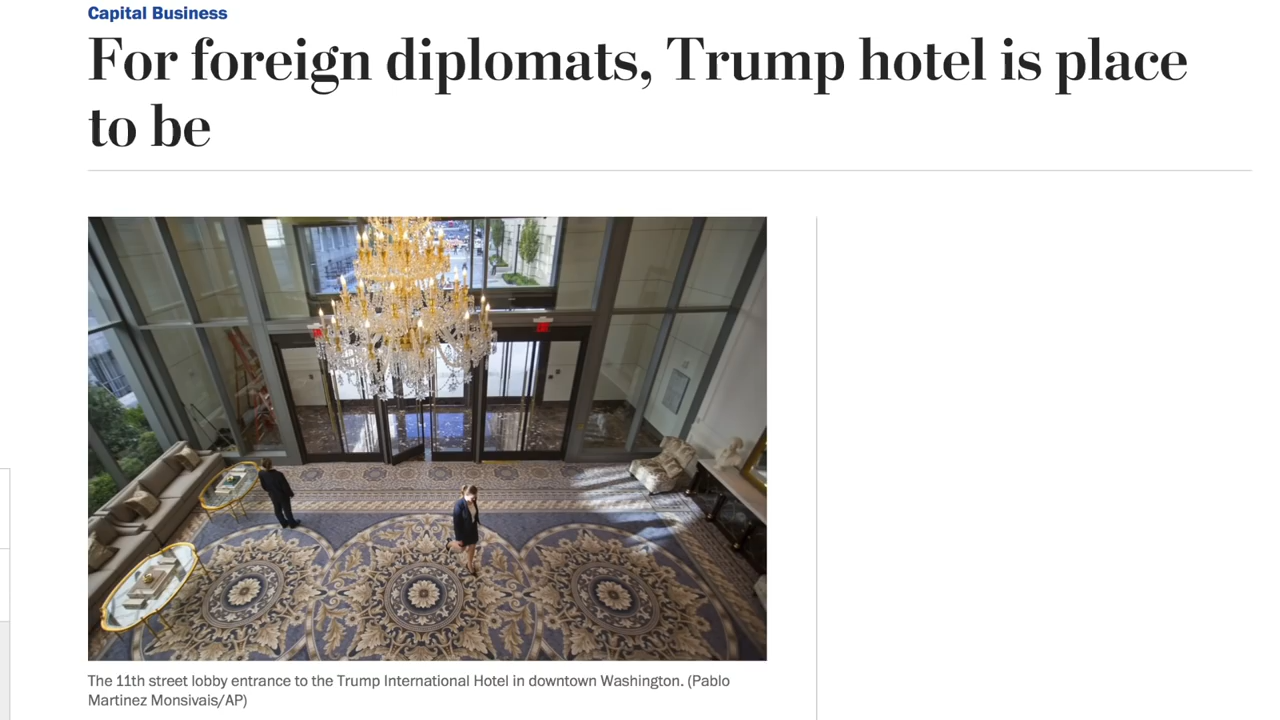 Capital Business
For foreign diplomats, Trump hotel is place
to be
The 11th street lobby entrance to the Trump International Hotel in downtown Washington. (Pablo
Martinez Monsivais/AP)